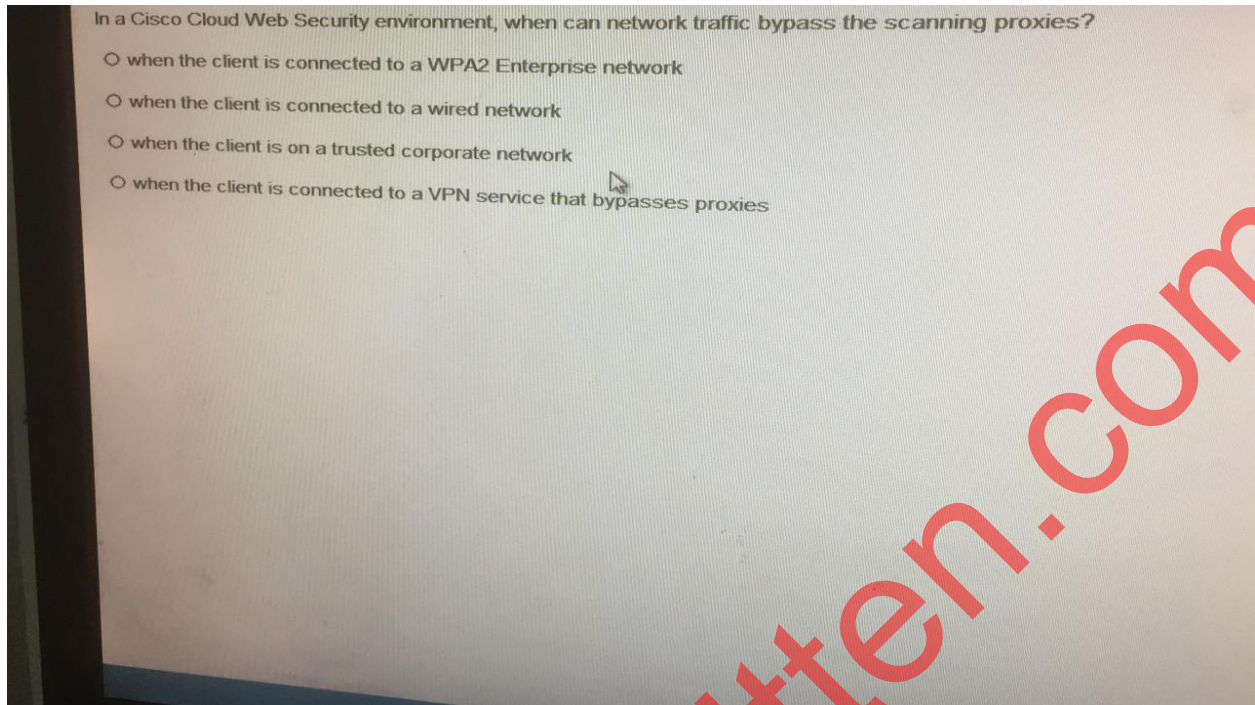 In a Cisco Cloud Web Security environment, when can network traffic bypass the scanning proxies?
when the client is connected to a WPA2 Enterprise network
when the client is connected to a wired network
when the client is on a trusted corporate network
when the client is connected to a VPN service that bypasses proxies
tten.com